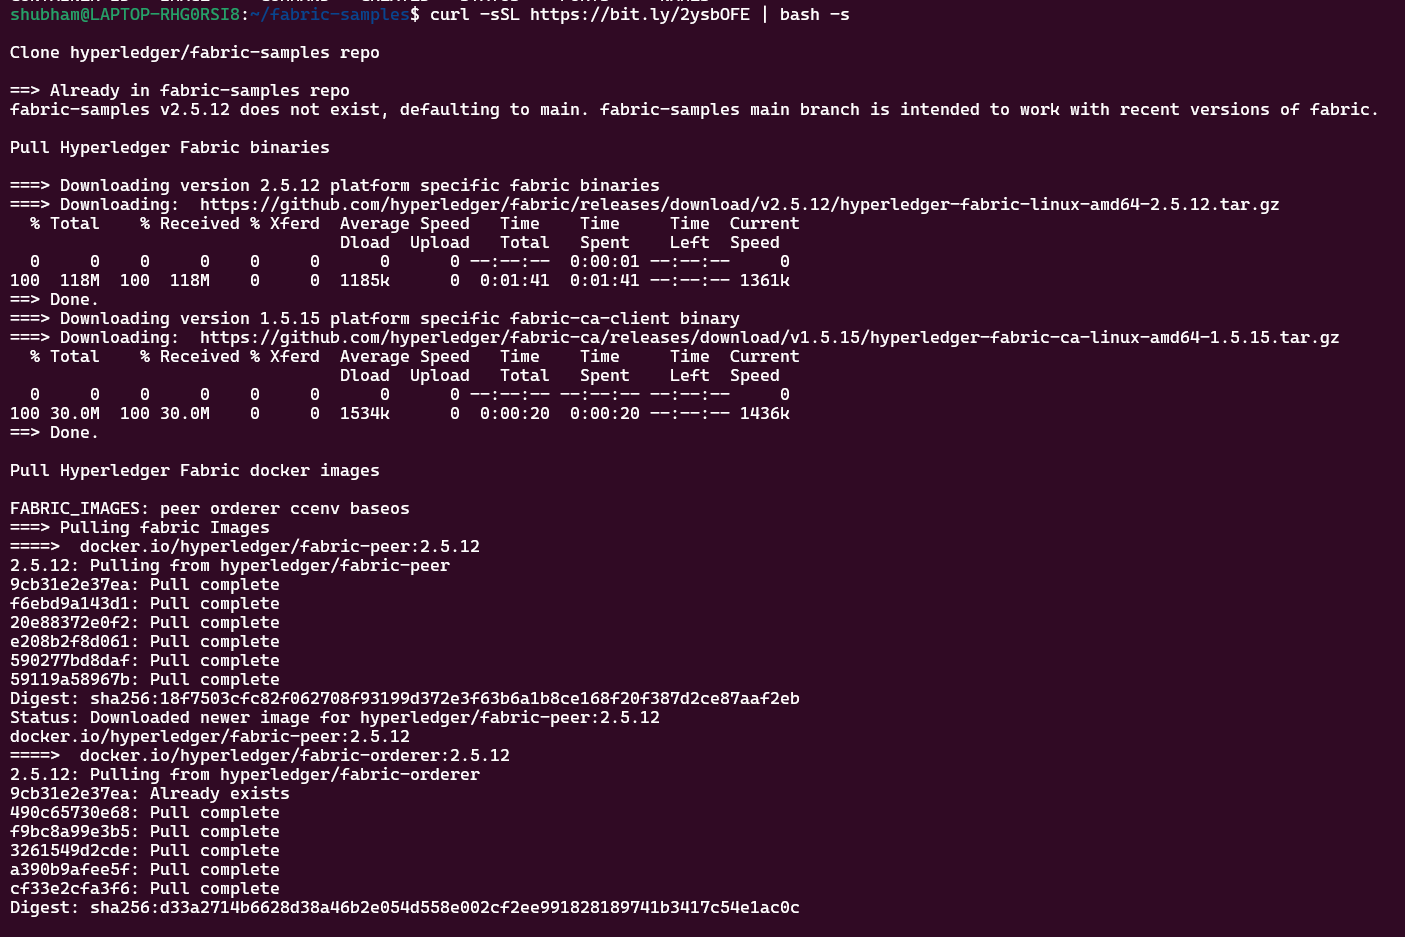 shubham@LAPTOP-RHG0RSI8:~/fabric-samples$ curl -sSL https://bit.ly/2ysbOFE | bash -s
Clone hyperledger/fabric-samples repo
==> Already in fabric-samples repo
fabric-samples v2.5.12 does not exist, defaulting to main. fabric-samples main branch is intended to work with recent versions of fabric.
Pull Hyperledger Fabric binaries
===> Downloading version 2.5.12 platform specific fabric binaries
===> Downloading:  https://github.com/hyperledger/fabric/releases/download/v2.5.12/hyperledger-fabric-linux-amd64-2.5.12.tar.gz
  % Total    % Received % Xferd  Average Speed   Time    Time     Time  Current
                                 Dload  Upload   Total   Spent    Left  Speed
  0     0    0     0    0     0      0      0 --:--:--  0:00:01 --:--:--     0
100  118M  100  118M    0     0  1185k      0  0:01:41  0:01:41 --:--:-- 1361k
==> Done.
===> Downloading version 1.5.15 platform specific fabric-ca-client binary
===> Downloading:  https://github.com/hyperledger/fabric-ca/releases/download/v1.5.15/hyperledger-fabric-ca-linux-amd64-1.5.15.tar.gz
  % Total    % Received % Xferd  Average Speed   Time    Time     Time  Current
                                 Dload  Upload   Total   Spent    Left  Speed
  0     0    0     0    0     0      0      0 --:--:-- --:--:-- --:--:--     0
100 30.0M  100 30.0M    0     0  1534k      0  0:00:20  0:00:20 --:--:-- 1436k
==> Done.
Pull Hyperledger Fabric docker images
FABRIC_IMAGES: peer orderer ccenv baseos
===> Pulling fabric Images
====>  docker.io/hyperledger/fabric-peer:2.5.12
2.5.12: Pulling from hyperledger/fabric-peer
9cb31e2e37ea: Pull complete
f6ebd9a143d1: Pull complete
20e88372e0f2: Pull complete
e208b2f8d061: Pull complete
590277bd8daf: Pull complete
59119a58967b: Pull complete
Digest: sha256:18f7503cfc82f062708f93199d372e3f63b6a1b8ce168f20f387d2ce87aaf2eb
Status: Downloaded newer image for hyperledger/fabric-peer:2.5.12
docker.io/hyperledger/fabric-peer:2.5.12
====>  docker.io/hyperledger/fabric-orderer:2.5.12
2.5.12: Pulling from hyperledger/fabric-orderer
9cb31e2e37ea: Already exists
490c65730e68: Pull complete
f9bc8a99e3b5: Pull complete
3261549d2cde: Pull complete
a390b9afee5f: Pull complete
cf33e2cfa3f6: Pull complete
Digest: sha256:d33a2714b6628d38a46b2e054d558e002cf2ee991828189741b3417c54e1ac0c